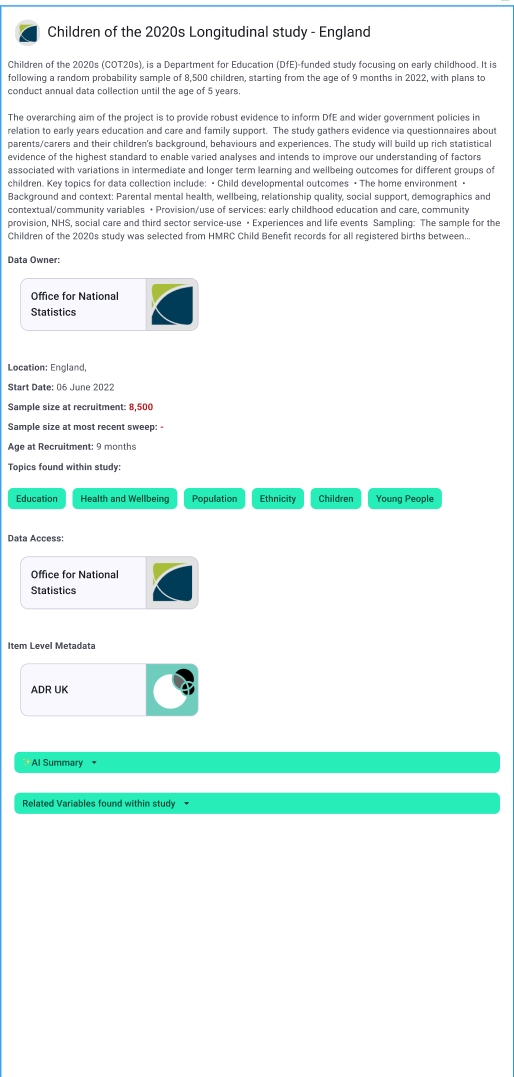 Children of the 2020s Longitudinal study - England
Children of the 2020s (COT20s), is a Department for Education (DfE)-funded study focusing on early childhood. It is
following a random probability sample of 8,500 children, starting from the age of 9 months in 2022, with plans to
conduct annual data collection until the age of 5 years.
The overarching aim of the project is to provide robust evidence to inform DfE and wider government policies in
relation to early years education and care and family support.  The study gathers evidence via questionnaires about
parents/carers and their children's background, behaviours and experiences. The study will build up rich statistical
evidence of the highest standard to enable varied analyses and intends to improve our understanding of factors
associated with variations in intermediate and longer term learning and wellbeing outcomes for different groups of
children. Key topics for data collection include:  • Child developmental outcomes  • The home environment  •
Background and context: Parental mental health, wellbeing, relationship quality, social support, demographics and
contextual/community variables  • Provision/use of services: early childhood education and care, community
provision, NHS, social care and third sector service-use  • Experiences and life events  Sampling:  The sample for the
Children of the 2020s study was selected from HMRC Child Benefit records for all registered births between...
Data Owner:
Office for National
Statistics
Location: England,
Start Date: 06 June 2022
Sample size at recruitment: 8,500
Sample size at most recent sweep: -
Age at Recruitment: 9 months
Topics found within study:
Education Health and Wellbeing Population Ethnicity Children Young People
Data Access:
Office for National
Statistics
Item Level Metadata
ADR UK
✨AI Summary
Related Variables found within study